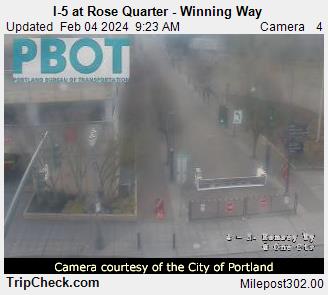 I-5 at Rose Quarter - Winning Way
Updated Feb 04 2024 9:23 AM Camera 4
PBOT
PORTLAND BUREAU OF TRANSPORTATION
Camera courtesy of the City of Portland
TripCheck.com Milepost302.00